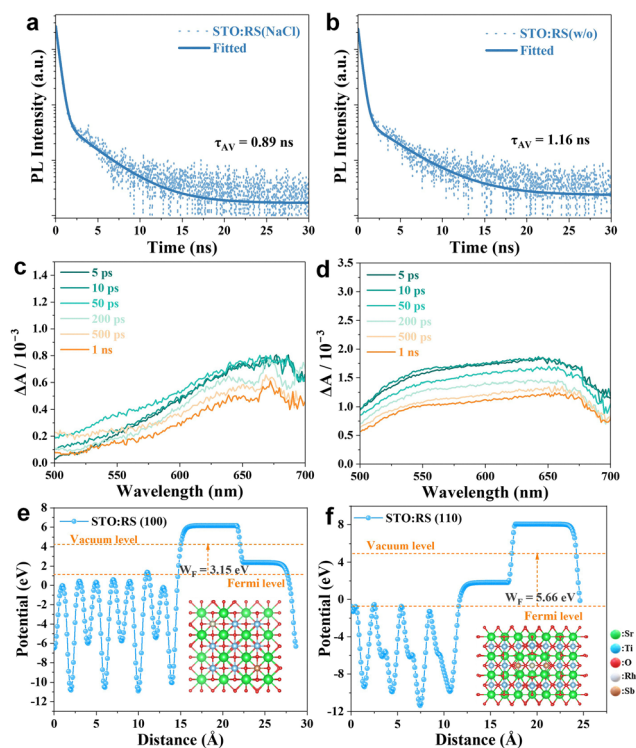 a
STO:RS(NaCl)
Fitted
τAV = 0.89 ns
PL Intensity (a.u.)
0 5 10 15 20 25 30
Time (ns)
b
STO:RS(w/o)
Fitted
τAV = 1.16 ns
PL Intensity (a.u.)
0 5 10 15 20 25 30
Time (ns)
c
5 ps
10 ps
50 ps
200 ps
500 ps
1 ns
ΔA / 10⁻³
1.4
1.2
1.0
0.8
0.6
0.4
0.2
0.0
500 550 600 650 700
Wavelength (nm)
d
5 ps
10 ps
50 ps
200 ps
500 ps
1 ns
ΔA / 10⁻³
3.5
3.0
2.5
2.0
1.5
1.0
0.5
0.0
500 550 600 650 700
Wavelength (nm)
e
STO:RS (100)
Vacuum level
WF = 3.15 eV
Fermi level
Potential (eV)
10
8
6
4
2
0
-2
-4
-6
-8
-10
-12
0 5 10 15 20 25 30
Distance (Å)
f
STO:RS (110)
Vacuum level
WF = 5.66 eV
Fermi level
Potential (eV)
8
4
0
-4
-8
-12
0 5 10 15 20 25
Distance (Å)
:Sr
:Ti
:O
:Rh
:Sb